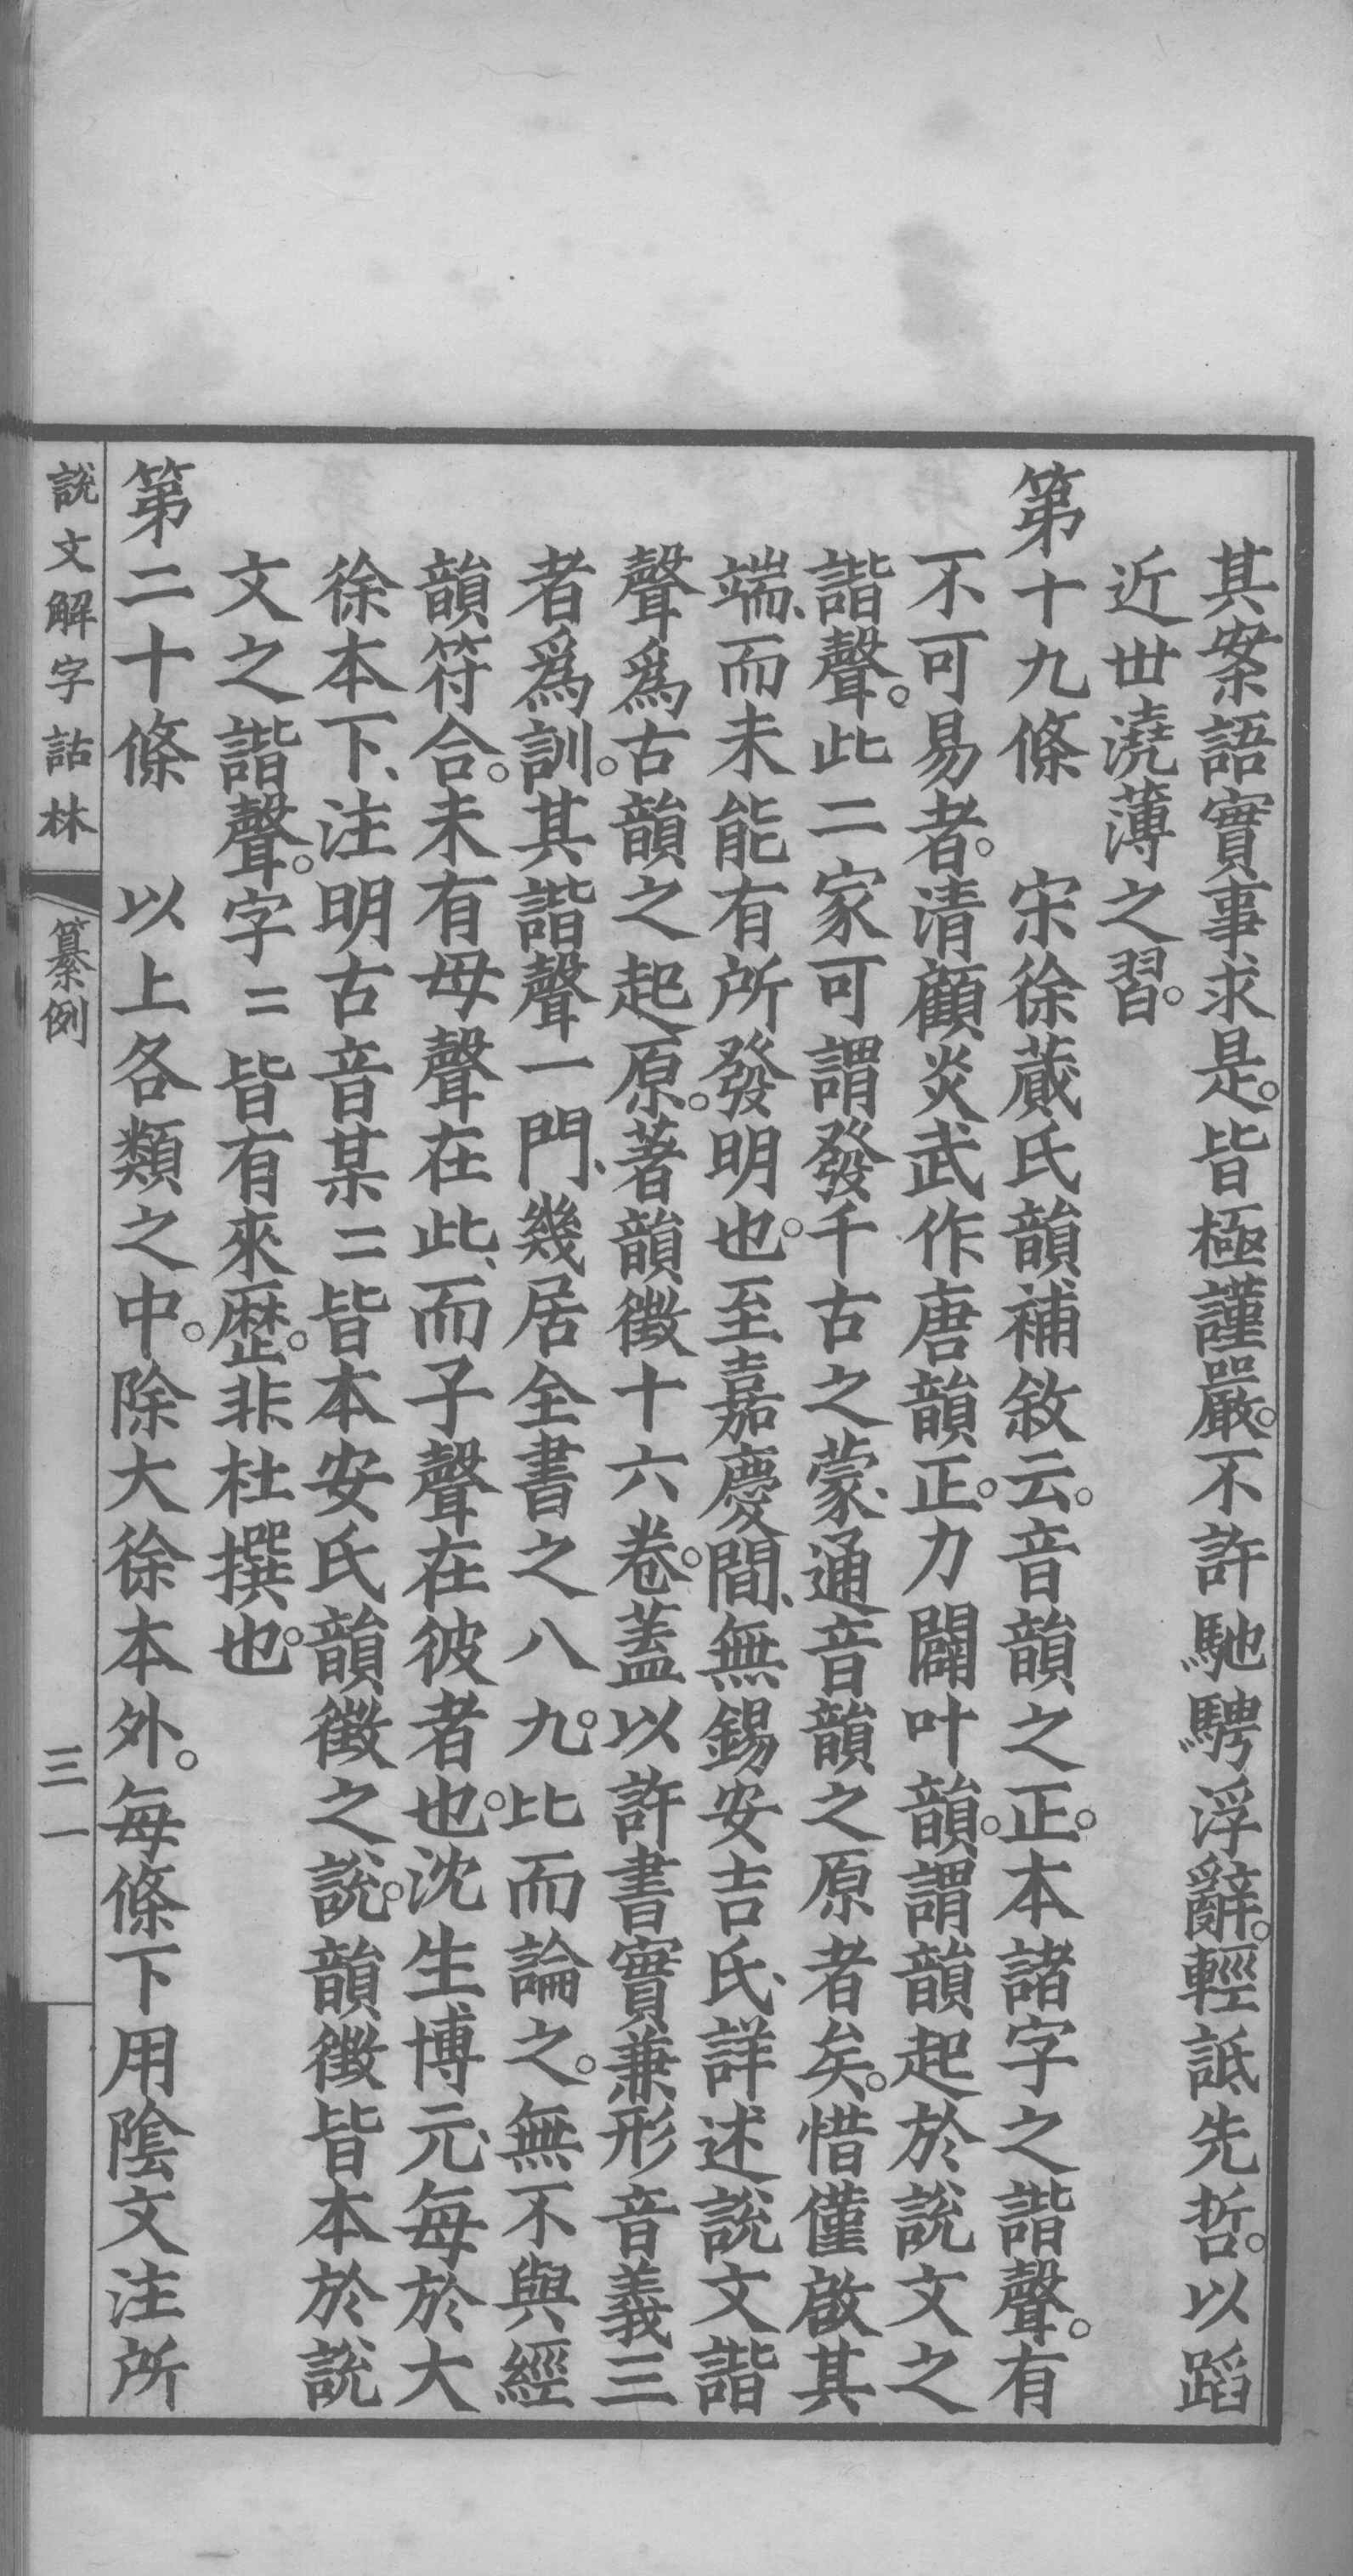 其案語實事求是。皆極謹嚴。不許馳騁浮辭。輕詆先哲。以蹈
近世澆薄之習。
第十九條　宋徐蕆氏韻補敘云。音韻之正。本諸字之諧聲。有
不可易者。清顧炎武作唐韻正。力闢叶韻。謂韻起於說文之
諧聲。此二家可謂發千古之蒙、通音韻之原者矣。惜僅啟其
端、而未能有所發明也。至嘉慶間、無錫安吉氏、詳述說文諧
聲爲古韻之起原。著韻徵十六卷。蓋以許書實兼形音義三
者爲訓。其諧聲一門、幾居全書之八九。比而論之。無不與經
韻符合。未有母聲在此、而子聲在彼者也。沈生博元、每於大
徐本下、注明古音某〻皆本安氏韻徵之說。韻徵皆本於說
文之諧聲。字〻皆有來歷。非杜撰也。
第二十條　以上各類之中。除大徐本外。每條下用陰文注所
說文解字詁林　纂例　三一